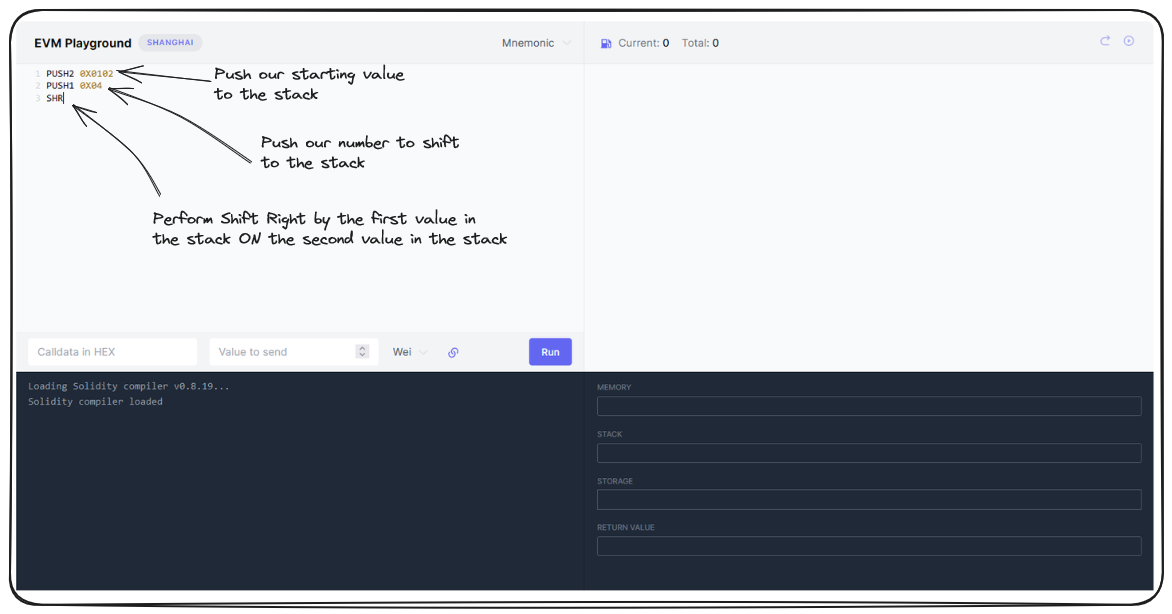 EVM Playground SHANGHAI Mnemonic Current: 0 Total: 0
1 PUSH2 0X0102
2 PUSH1 0X04
3 SHR
Push our starting value
to the stack
Push our number to shift
to the stack
Perform Shift Right by the first value in
the stack ON the second value in the stack
Calldata in HEX Value to send Wei Run
Loading Solidity compiler v0.8.19...
Solidity compiler loaded
MEMORY
STACK
STORAGE
RETURN VALUE